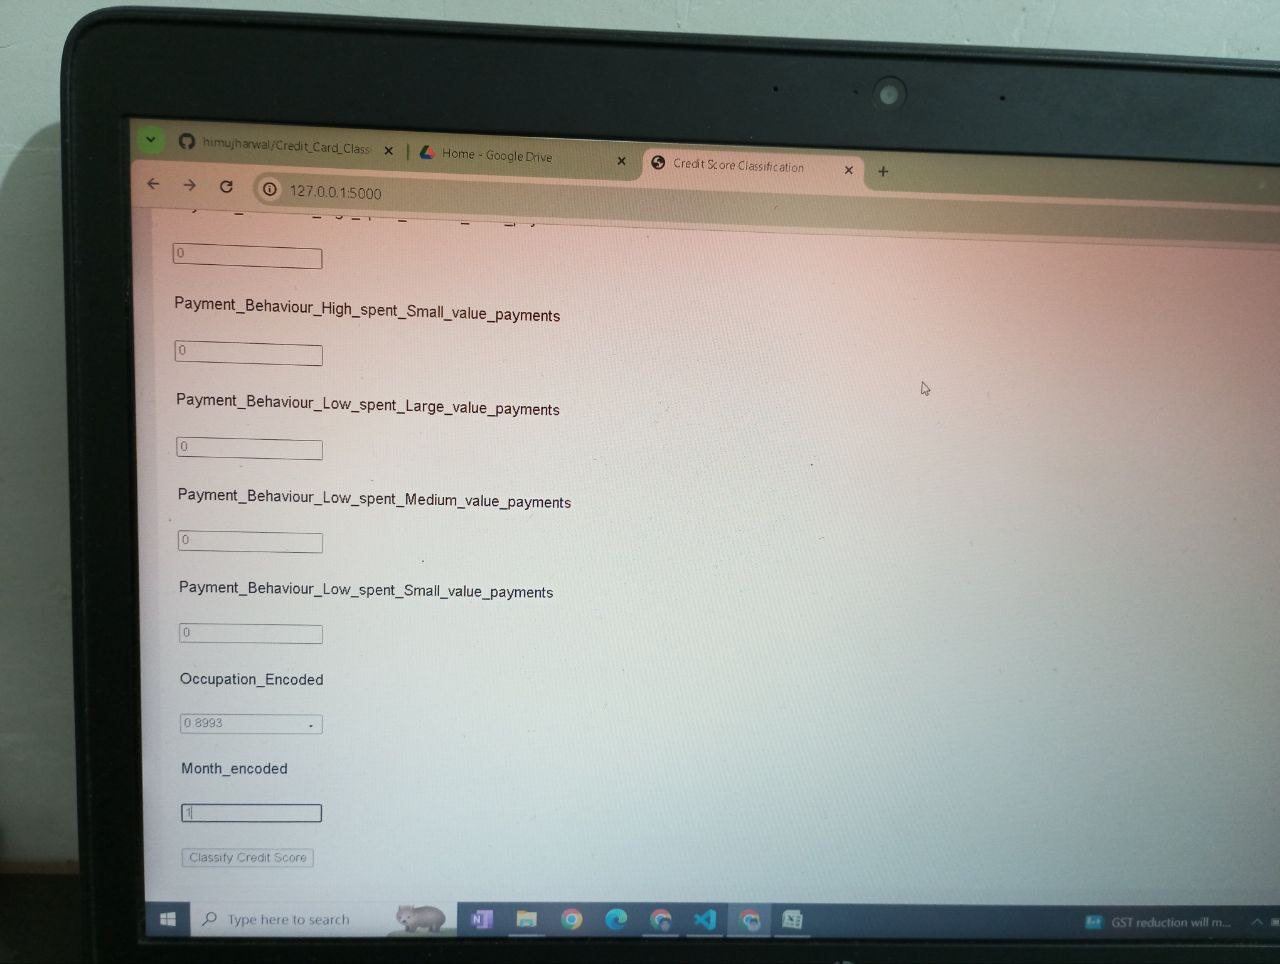 himujharwal/Credit_Card_Class
Home - Google Drive
Credit Score Classification
127.0.0.1:5000
0
Payment_Behaviour_High_spent_Small_value_payments
0
Payment_Behaviour_Low_spent_Large_value_payments
0
Payment_Behaviour_Low_spent_Medium_value_payments
0
Payment_Behaviour_Low_spent_Small_value_payments
0
Occupation_Encoded
0.8993
Month_encoded
1
Classify Credit Score
Type here to search
GST reduction will m...